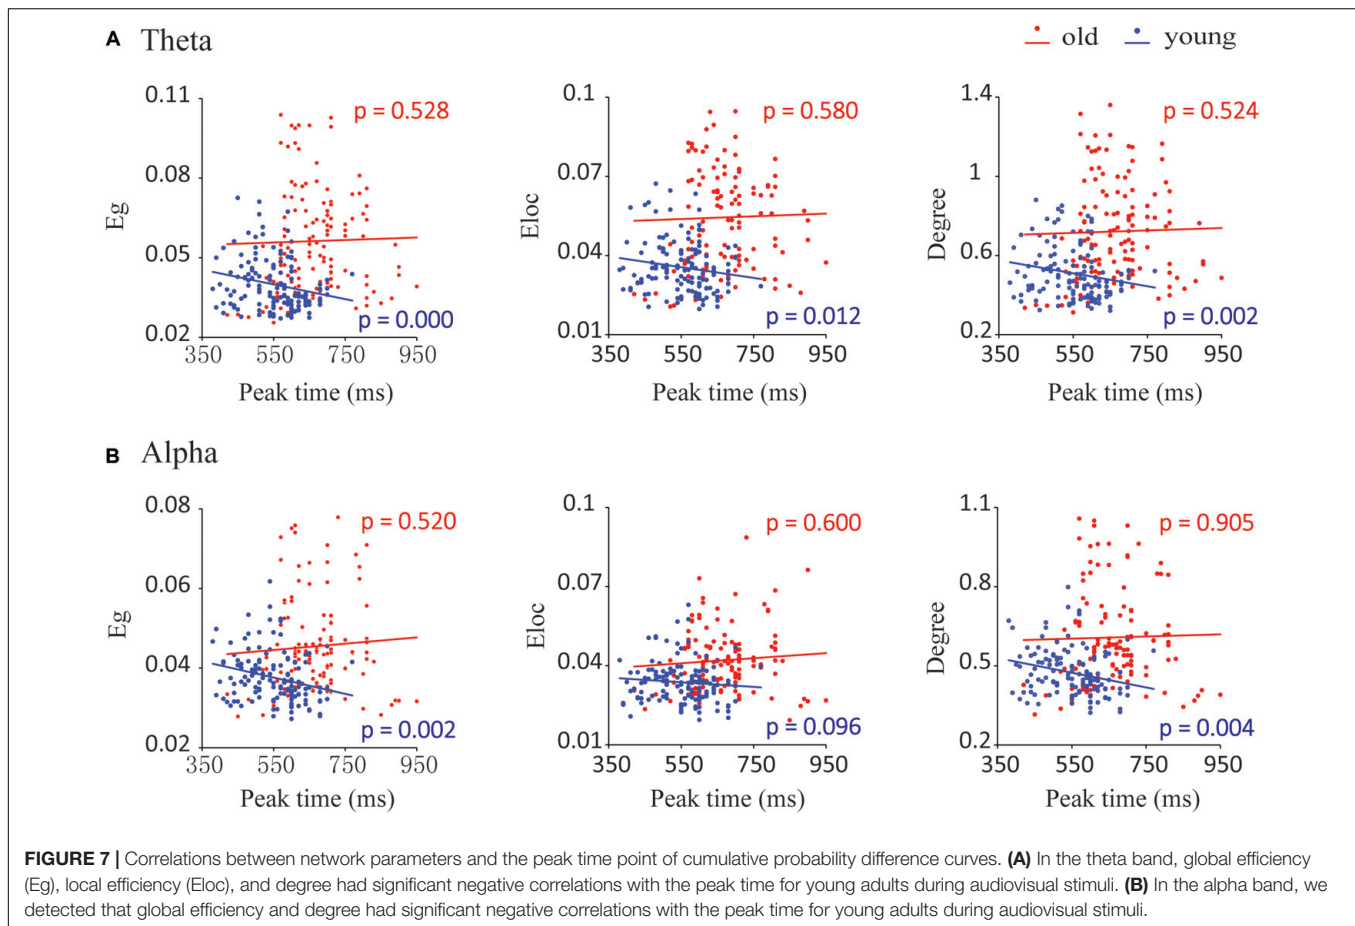 A Theta
old young
0.11
0.08
0.05
0.02
Eg
p = 0.528
p = 0.000
350 550 750 950
Peak time (ms)
0.1
0.07
0.04
0.01
Eloc
p = 0.580
p = 0.012
350 550 750 950
Peak time (ms)
1.4
1
0.6
0.2
Degree
p = 0.524
p = 0.002
350 550 750 950
Peak time (ms)
B Alpha
0.08
0.06
0.04
0.02
Eg
p = 0.520
p = 0.002
350 550 750 950
Peak time (ms)
0.1
0.07
0.04
0.01
Eloc
p = 0.600
p = 0.096
350 550 750 950
Peak time (ms)
1.1
0.8
0.5
0.2
Degree
p = 0.905
p = 0.004
350 550 750 950
Peak time (ms)
FIGURE 7 | Correlations between network parameters and the peak time point of cumulative probability difference curves. (A) In the theta band, global efficiency
(Eg), local efficiency (Eloc), and degree had significant negative correlations with the peak time for young adults during audiovisual stimuli. (B) In the alpha band, we
detected that global efficiency and degree had significant negative correlations with the peak time for young adults during audiovisual stimuli.